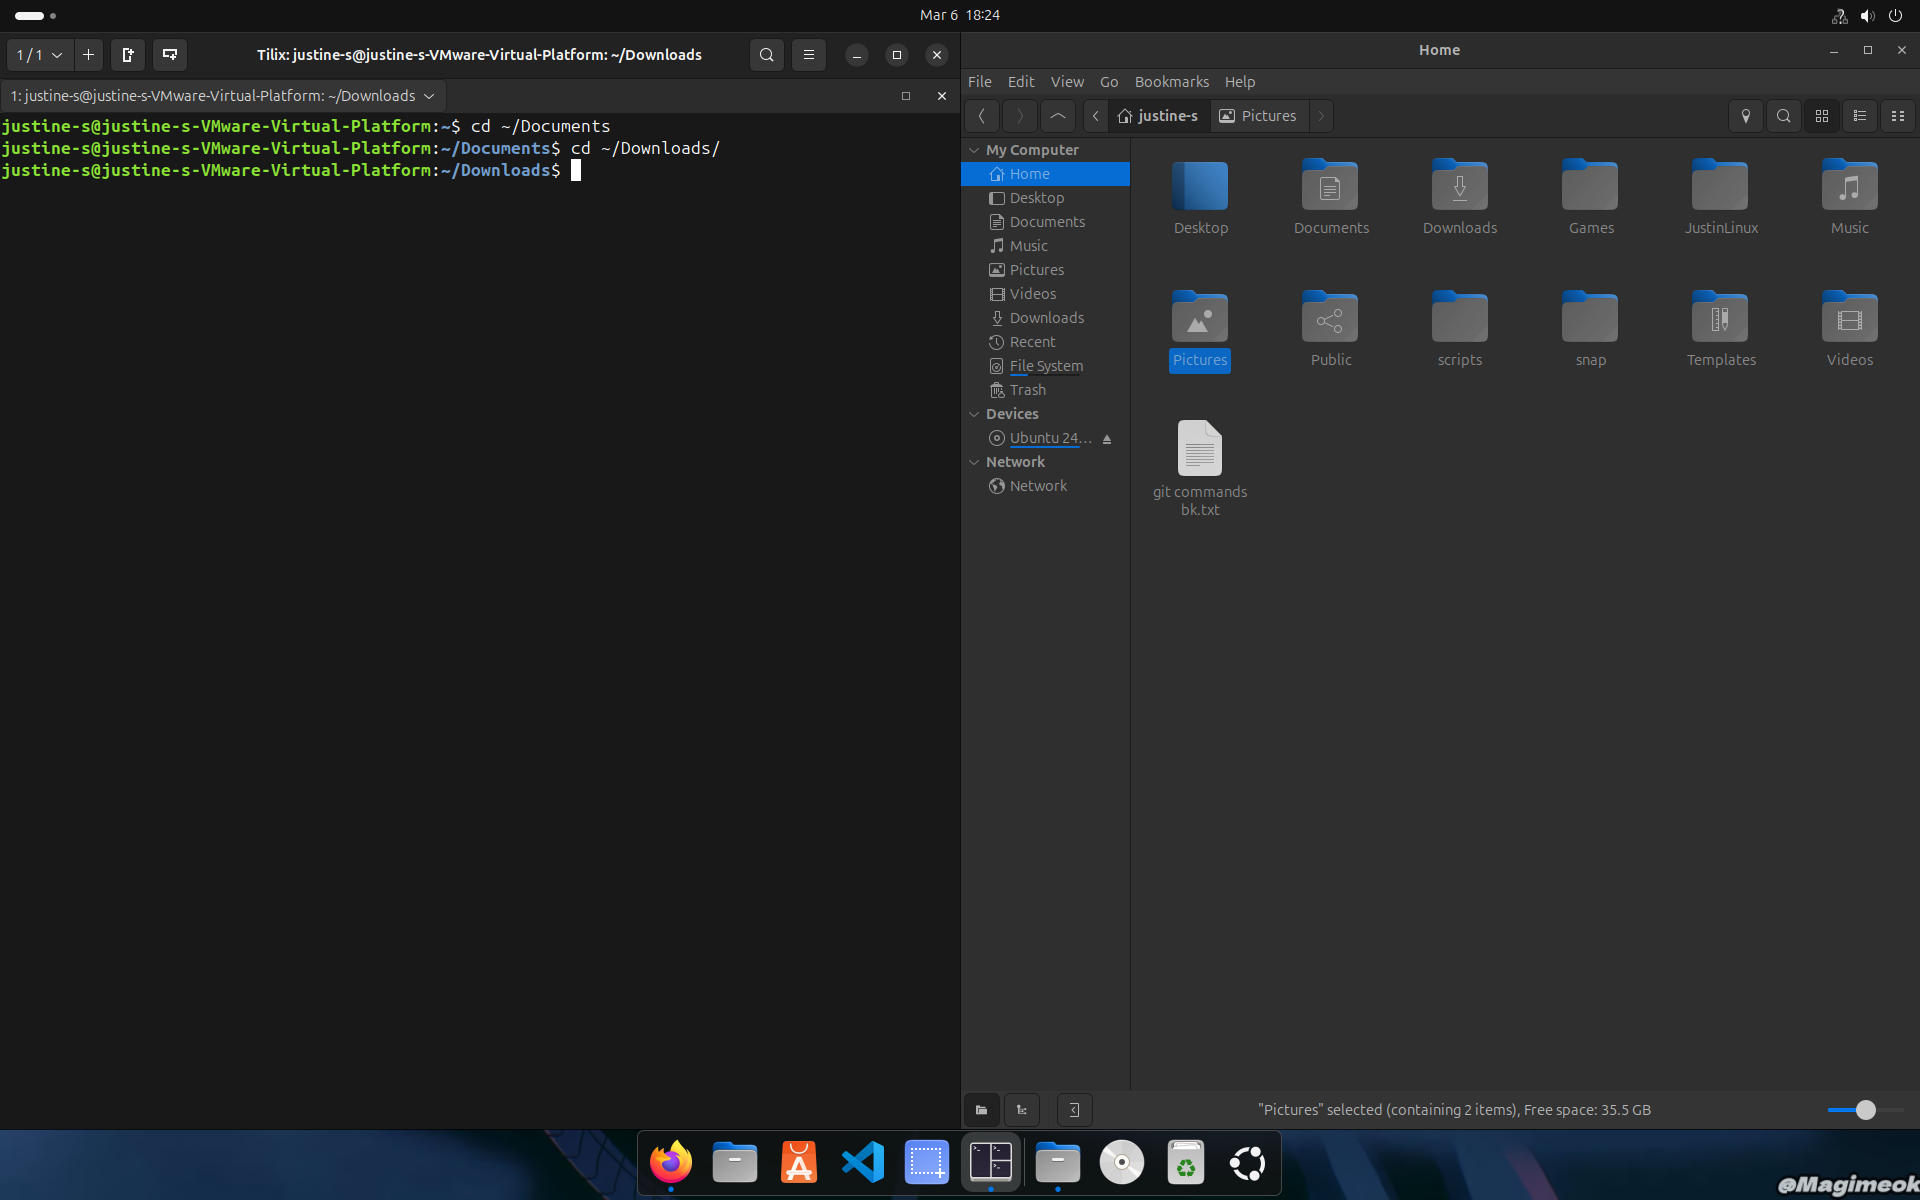 Mar 6 18:24
1 / 1
Tilix: justine-s@justine-s-VMware-Virtual-Platform: ~/Downloads
1: justine-s@justine-s-VMware-Virtual-Platform: ~/Downloads
justine-s@justine-s-VMware-Virtual-Platform:~$ cd ~/Documents
justine-s@justine-s-VMware-Virtual-Platform:~/Documents$ cd ~/Downloads/
justine-s@justine-s-VMware-Virtual-Platform:~/Downloads$
Home
File Edit View Go Bookmarks Help
justine-s Pictures
My Computer
Home
Desktop
Documents
Music
Pictures
Videos
Downloads
Recent
File System
Trash
Devices
Ubuntu 24...
Network
Network
Desktop Documents Downloads Games JustinLinux Music
Pictures Public scripts snap Templates Videos
git commands
bk.txt
"Pictures" selected (containing 2 items), Free space: 35.5 GB
@Magimeok